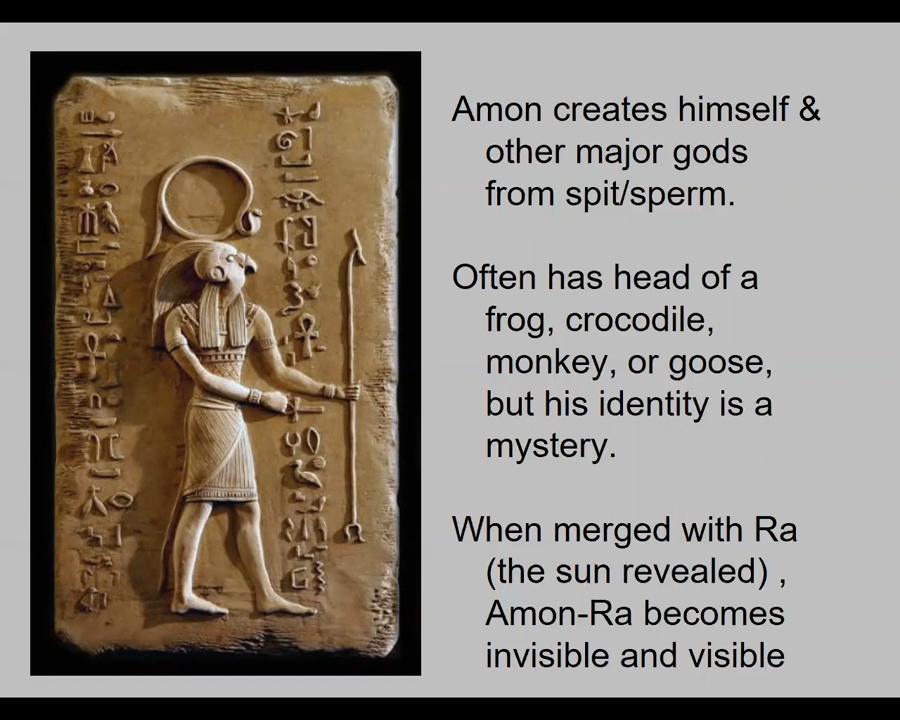 Amon creates himself &
other major gods
from spit/sperm.
Often has head of a
frog, crocodile,
monkey, or goose,
but his identity is a
mystery.
When merged with Ra
(the sun revealed) ,
Amon-Ra becomes
invisible and visible